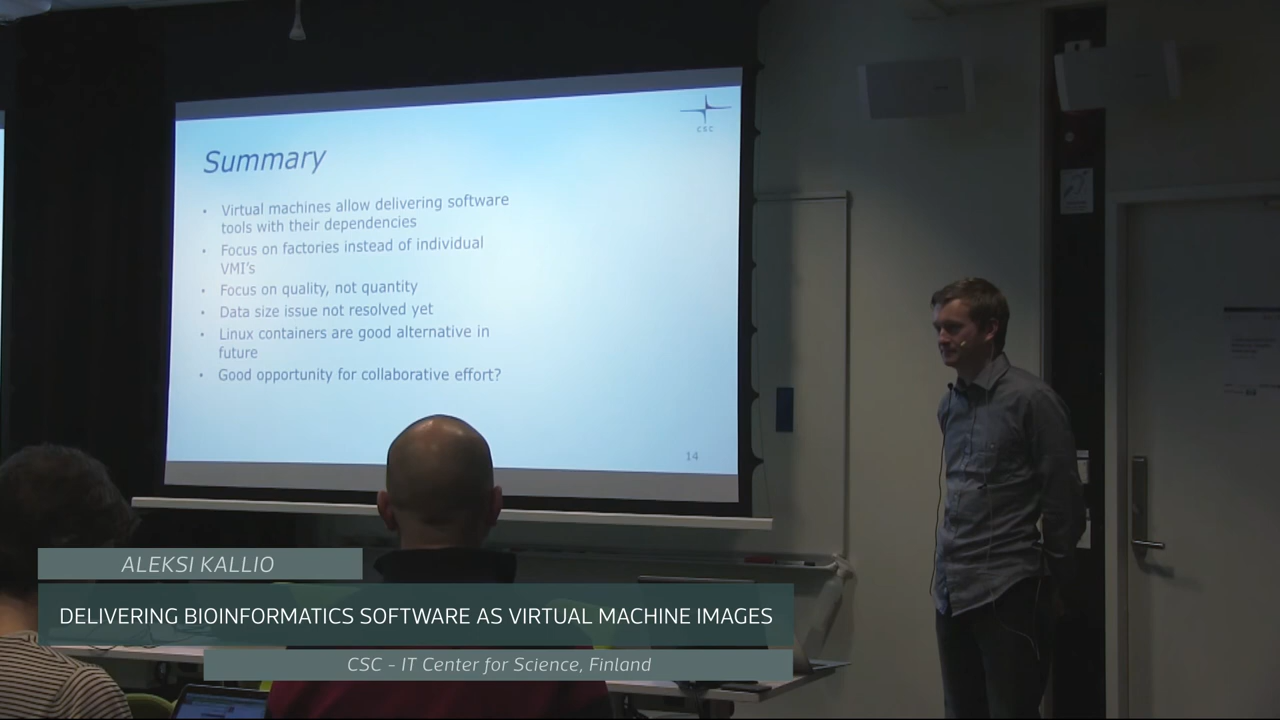 CSC
Summary
• Virtual machines allow delivering software
tools with their dependencies
• Focus on factories instead of individual
VMI's
• Focus on quality, not quantity
• Data size issue not resolved yet
• Linux containers are good alternative in
future
• Good opportunity for collaborative effort?
14
ALEKSI KALLIO
DELIVERING BIOINFORMATICS SOFTWARE AS VIRTUAL MACHINE IMAGES
CSC - IT Center for Science, Finland